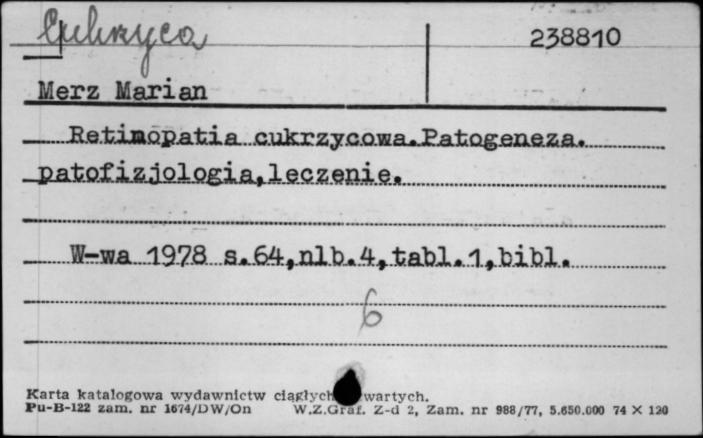 Cukrzyca
238810
Merz Marian
Retinopatia cukrzycowa.Patogeneza.
patofizjologia,leczenie.
W-wa 1978 s.64,nlb.4,tabl.1,bibl.
6
Karta katalogowa wydawnictw ciągłych wartych.
Pu-B-122 zam. nr 1674/DW/On W.Z.Graf. Z-d 2, Zam. nr 988/77, 5.650.000 74 X 120